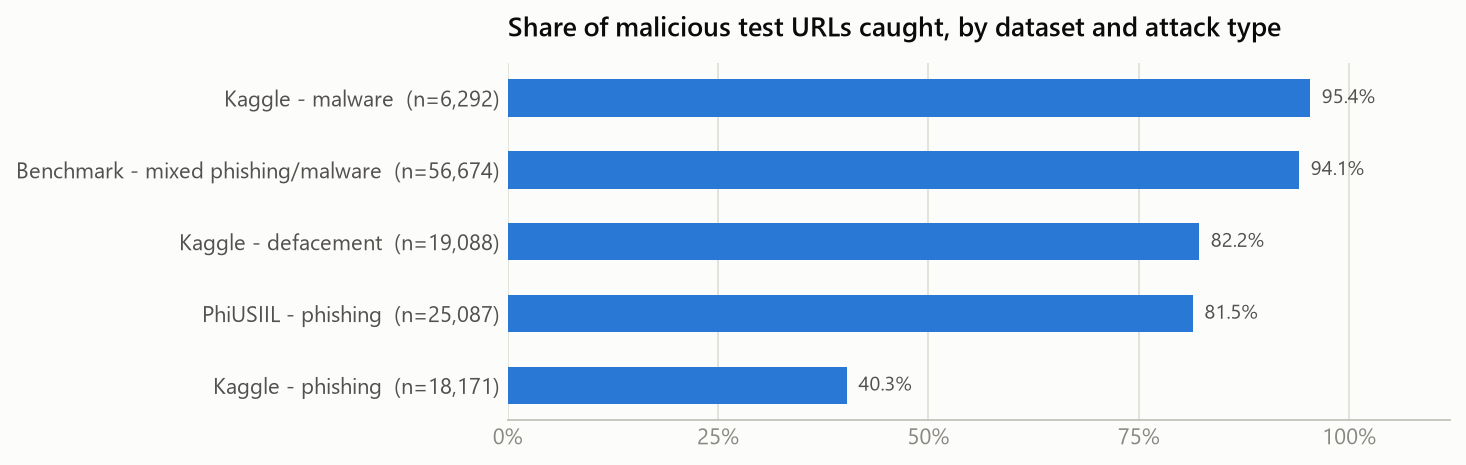 Share of malicious test URLs caught, by dataset and attack type
Kaggle - malware (n=6,292) 95.4%
Benchmark - mixed phishing/malware (n=56,674) 94.1%
Kaggle - defacement (n=19,088) 82.2%
PhiUSIIL - phishing (n=25,087) 81.5%
Kaggle - phishing (n=18,171) 40.3%
0% 25% 50% 75% 100%